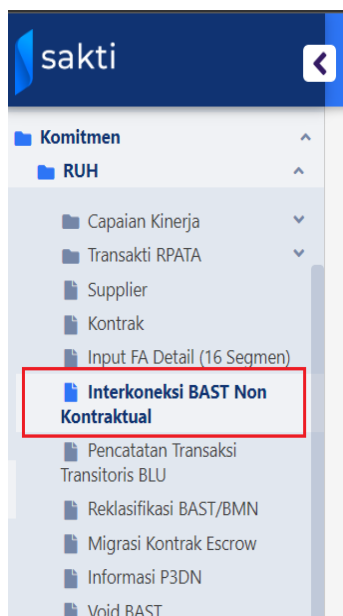 sakti
Komitmen
RUH
Capaian Kinerja
Transakti RPATA
Supplier
Kontrak
Input FA Detail (16 Segmen)
Interkoneksi BAST Non
Kontraktual
Pencatatan Transaksi
Transitoris BLU
Reklasifikasi BAST/BMN
Migrasi Kontrak Escrow
Informasi P3DN
Void BAST